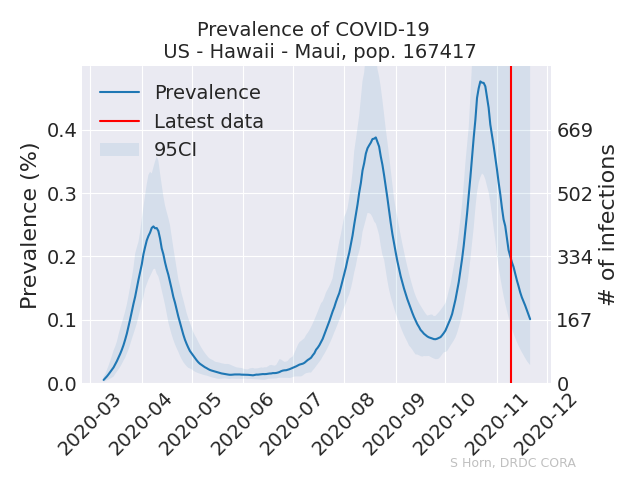 Prevalence of COVID-19
US - Hawaii - Maui, pop. 167417
Prevalence
Latest data
95CI
Prevalence (%)
0.4
0.3
0.2
0.1
0.0
669
502
334
167
0
# of infections
2020-03
2020-04
2020-05
2020-06
2020-07
2020-08
2020-09
2020-10
2020-11
2020-12
S Horn, DRDC CORA